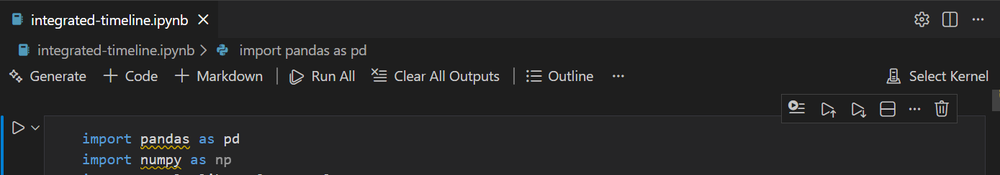 integrated-timeline.ipynb
integrated-timeline.ipynb > import pandas as pd
Generate + Code + Markdown | Run All Clear All Outputs | Outline ... Select Kernel
import pandas as pd
import numpy as np